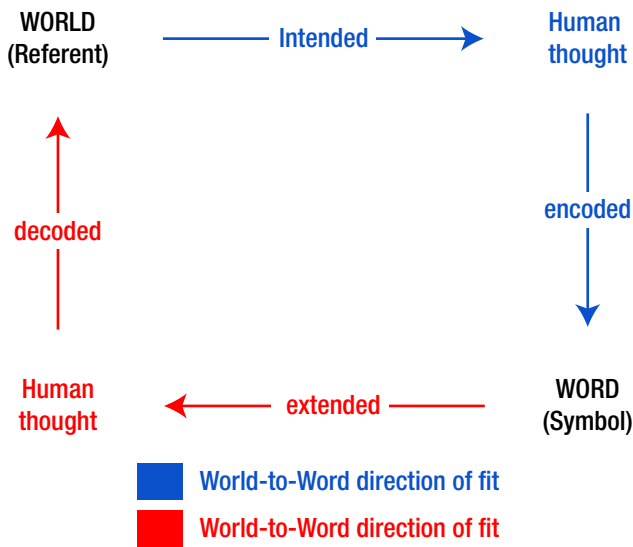 WORLD
(Referent)
Intended
Human
thought
decoded
encoded
Human
thought
extended
WORD
(Symbol)
World-to-Word direction of fit
World-to-Word direction of fit